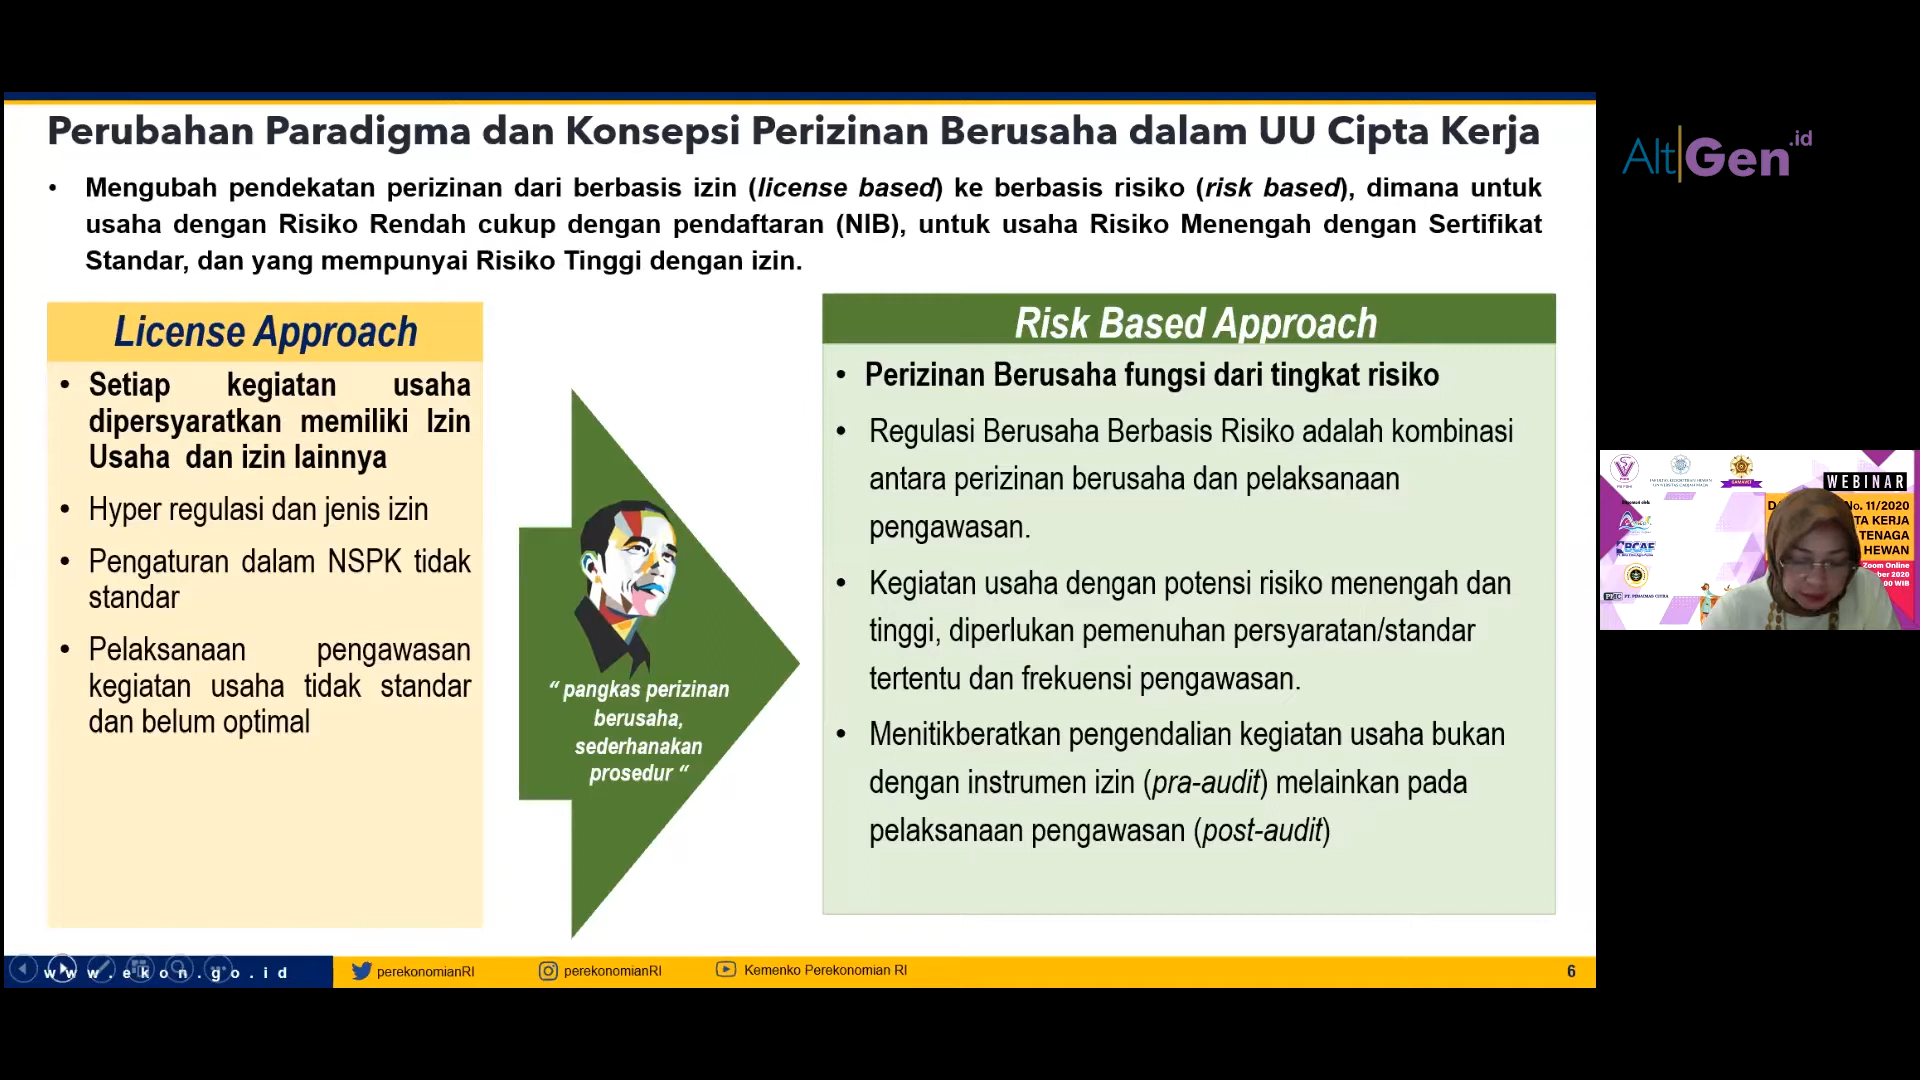 Perubahan Paradigma dan Konsepsi Perizinan Berusaha dalam UU Cipta Kerja
• Mengubah pendekatan perizinan dari berbasis izin (license based) ke berbasis risiko (risk based), dimana untuk
usaha dengan Risiko Rendah cukup dengan pendaftaran (NIB), untuk usaha Risiko Menengah dengan Sertifikat
Standar, dan yang mempunyai Risiko Tinggi dengan izin.
License Approach
• Setiap kegiatan usaha
dipersyaratkan memiliki Izin
Usaha dan izin lainnya
• Hyper regulasi dan jenis izin
• Pengaturan dalam NSPK tidak
standar
• Pelaksanaan pengawasan
kegiatan usaha tidak standar
dan belum optimal
“ pangkas perizinan
berusaha,
sederhanakan
prosedur “
Risk Based Approach
• Perizinan Berusaha fungsi dari tingkat risiko
• Regulasi Berusaha Berbasis Risiko adalah kombinasi
antara perizinan berusaha dan pelaksanaan
pengawasan.
• Kegiatan usaha dengan potensi risiko menengah dan
tinggi, diperlukan pemenuhan persyaratan/standar
tertentu dan frekuensi pengawasan.
• Menitikberatkan pengendalian kegiatan usaha bukan
dengan instrumen izin (pra-audit) melainkan pada
pelaksanaan pengawasan (post-audit)
www.ekon.go.id
perekonomianRI
perekonomianRI
Kemenko Perekonomian RI
6
Alt|Gen.id
WEBINAR
No. 11/2020
TA KERJA
TENAGA
HEWAN
Zoom Online
ber 2020
00 WIB
PT. PIMAIMAS CITRA